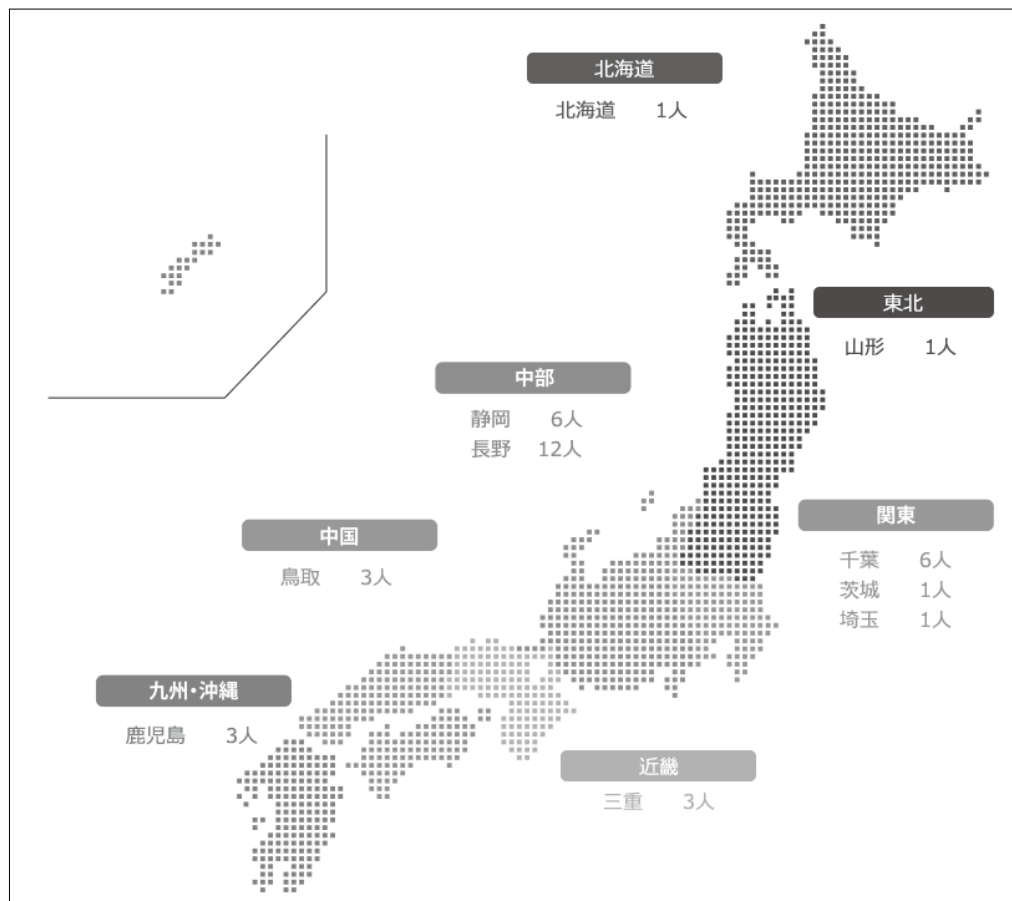 北海道
北海道 1人
東北
山形 1人
中部
静岡 6人
長野 12人
関東
千葉 6人
茨城 1人
埼玉 1人
中国
鳥取 3人
九州・沖縄
鹿児島 3人
近畿
三重 3人